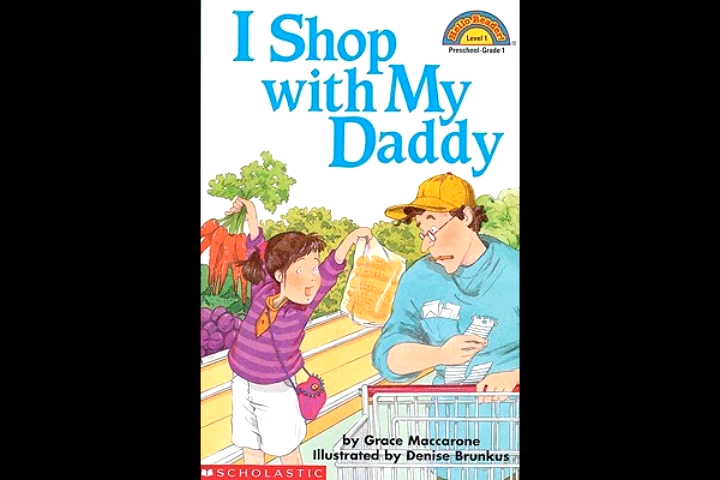 I Shop
with My
Daddy
Hello Reader!
Level 1
Preschool-Grade 1
by Grace Maccarone
Illustrated by Denise Brunkus
SCHOLASTIC